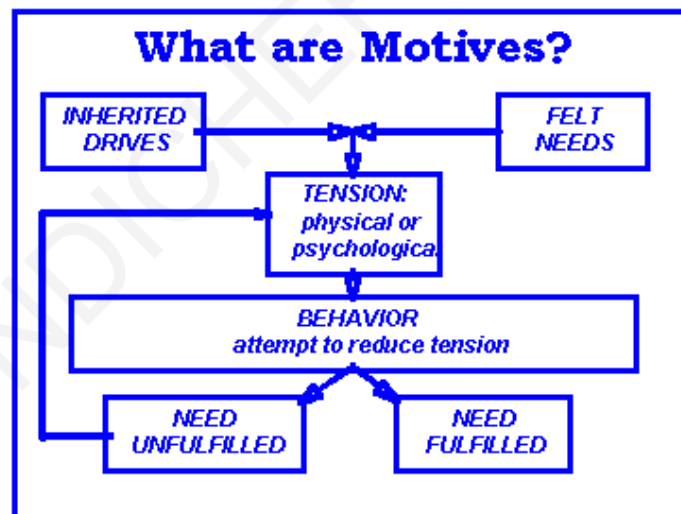 What are Motives?
INHERITED
DRIVES
FELT
NEEDS
TENSION:
physical or
psychologica
BEHAVIOR
attempt to reduce tension
NEED
UNFULFILLED
NEED
FULFILLED